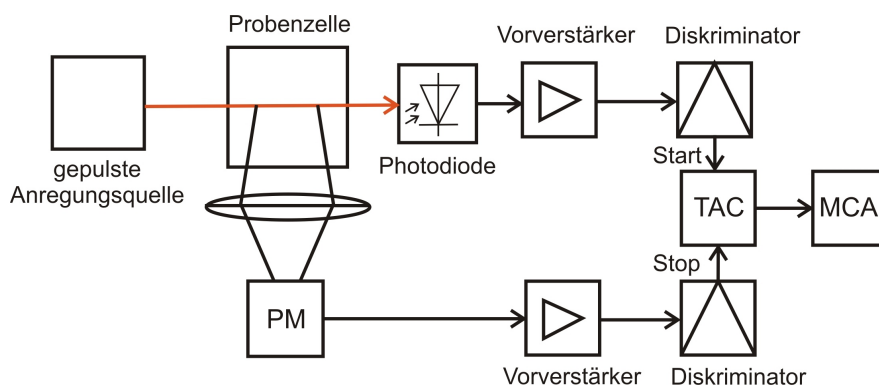 Probenzelle
Vorverstärker
Diskriminator
gepulste
Anregungsquelle
Photodiode
Start
TAC
MCA
Stop
PM
Vorverstärker
Diskriminator